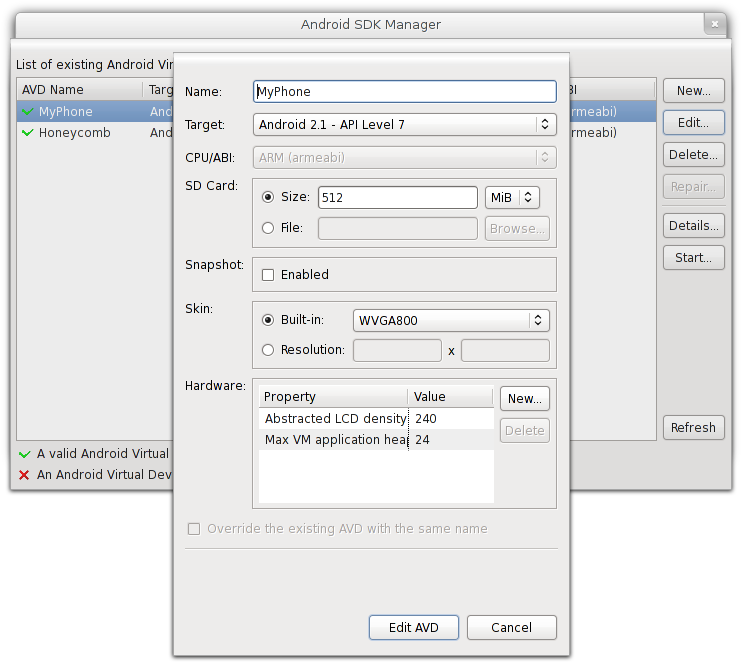 Android SDK Manager
List of existing Android Vir
AVD Name Targ BI
MyPhone And rmeabi)
Honeycomb And rmeabi)
New...
Edit...
Delete...
Repair...
Details...
Start...
Refresh
A valid Android Virtual
An Android Virtual Dev
Name: MyPhone
Target: Android 2.1 - API Level 7
CPU/ABI: ARM (armeabi)
SD Card:
Size: 512 MiB
File: Browse...
Snapshot:
Enabled
Skin:
Built-in: WVGA800
Resolution: x
Hardware:
Property Value
Abstracted LCD density 240
Max VM application hea 24
New...
Delete
Override the existing AVD with the same name
Edit AVD Cancel